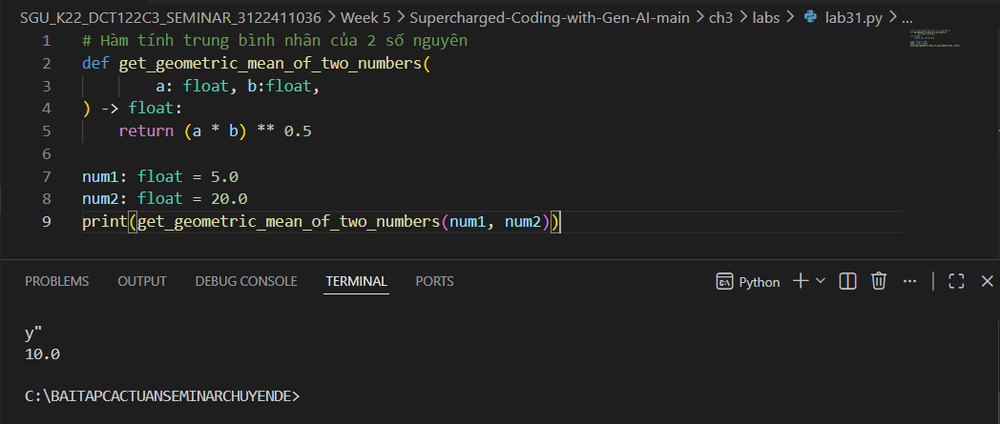 SGU_K22_DCT122C3_SEMINAR_3122411036 > Week 5 > Supercharged-Coding-with-Gen-AI-main > ch3 > labs > lab31.py > ...
1 # Hàm tính trung bình nhân của 2 số nguyên
2 def get_geometric_mean_of_two_numbers(
3 a: float, b:float,
4 ) -> float:
5 return (a * b) ** 0.5
6
7 num1: float = 5.0
8 num2: float = 20.0
9 print(get_geometric_mean_of_two_numbers(num1, num2))
PROBLEMS OUTPUT DEBUG CONSOLE TERMINAL PORTS Python
y"
10.0
C:\BAITAPCACTUANSEMINARCHUYENDE>